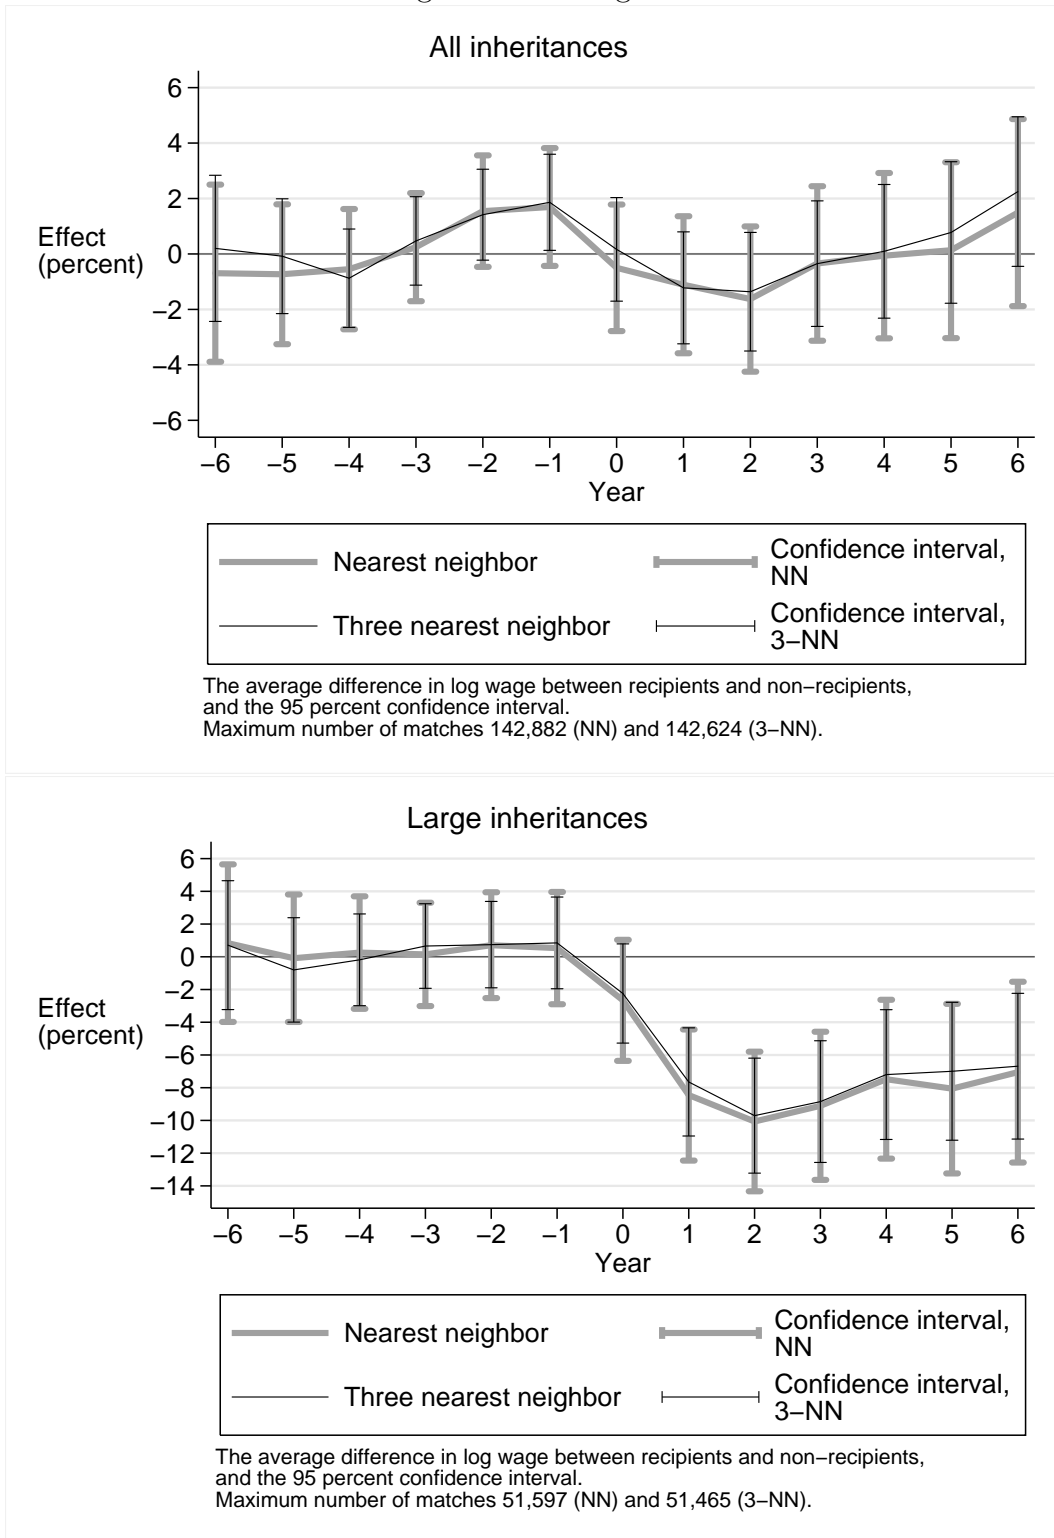 All inheritances
6
4
2
0
−2
−4
−6
Effect
(percent)
−6 −5 −4 −3 −2 −1 0 1 2 3 4 5 6
Year
Nearest neighbor
Confidence interval,
NN
Three nearest neighbor
Confidence interval,
3−NN
The average difference in log wage between recipients and non−recipients,
and the 95 percent confidence interval.
Maximum number of matches 142,882 (NN) and 142,624 (3−NN).
Large inheritances
6
4
2
0
−2
−4
−6
−8
−10
−12
−14
Effect
(percent)
−6 −5 −4 −3 −2 −1 0 1 2 3 4 5 6
Year
Nearest neighbor
Confidence interval,
NN
Three nearest neighbor
Confidence interval,
3−NN
The average difference in log wage between recipients and non−recipients,
and the 95 percent confidence interval.
Maximum number of matches 51,597 (NN) and 51,465 (3−NN).